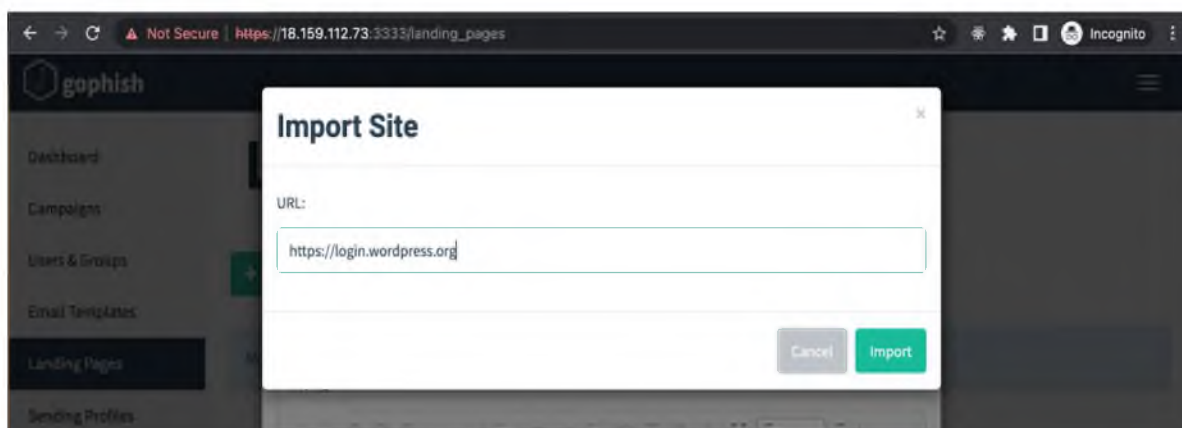 Not Secure | https://18.159.112.73:3333/landing_pages
Incognito
gophish
Import Site
×
Dashboard
URL:
Campaigns
https://login.wordpress.org
Users & Groups
+
Email Templates
Cancel
Import
Landing Pages
Sending Profiles